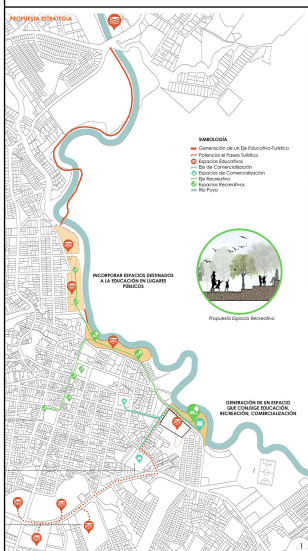 PROPUESTA ESTRATEGIA
SIMBOLOGÍA
Generación de un Eje Educativo-Turístico
Potenciar el Paseo Turístico
Espacios Educativos
Eje de Comercialización
Espacios de Comercialización
Eje Recreativo
Espacios Recreativos
Río Puyo
Propuesta Espacio Recreativo
INCORPORAR ESPACIOS DESTINADOS
A LA EDUCACIÓN EN LUGARES
PÚBLICOS
GENERACIÓN DE UN ESPACIO
QUE CONJUGE EDUCACIÓN,
RECREACIÓN, COMERCIALIZACIÓN